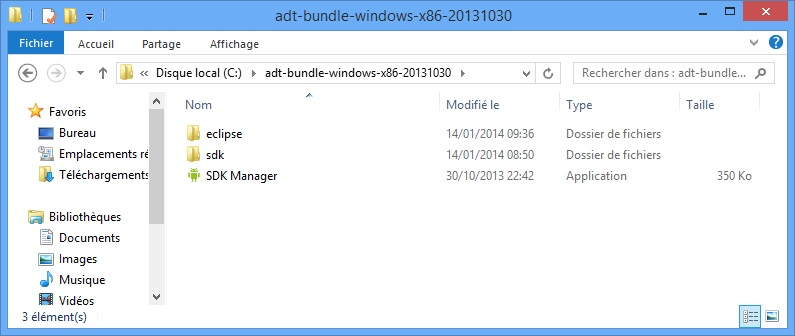 adt-bundle-windows-x86-20131030
Fichier Accueil Partage Affichage
« Disque local (C:) adt-bundle-windows-x86-20131030 Rechercher dans : adt-bundle...
Nom Modifié le Type Taille
Favoris
Bureau
Emplacements ré
Téléchargements
Bibliothèques
Documents
Images
Musique
Vidéos
eclipse 14/01/2014 09:36 Dossier de fichiers
sdk 14/01/2014 08:50 Dossier de fichiers
SDK Manager 30/10/2013 22:42 Application 350 Ko
3 élément(s)